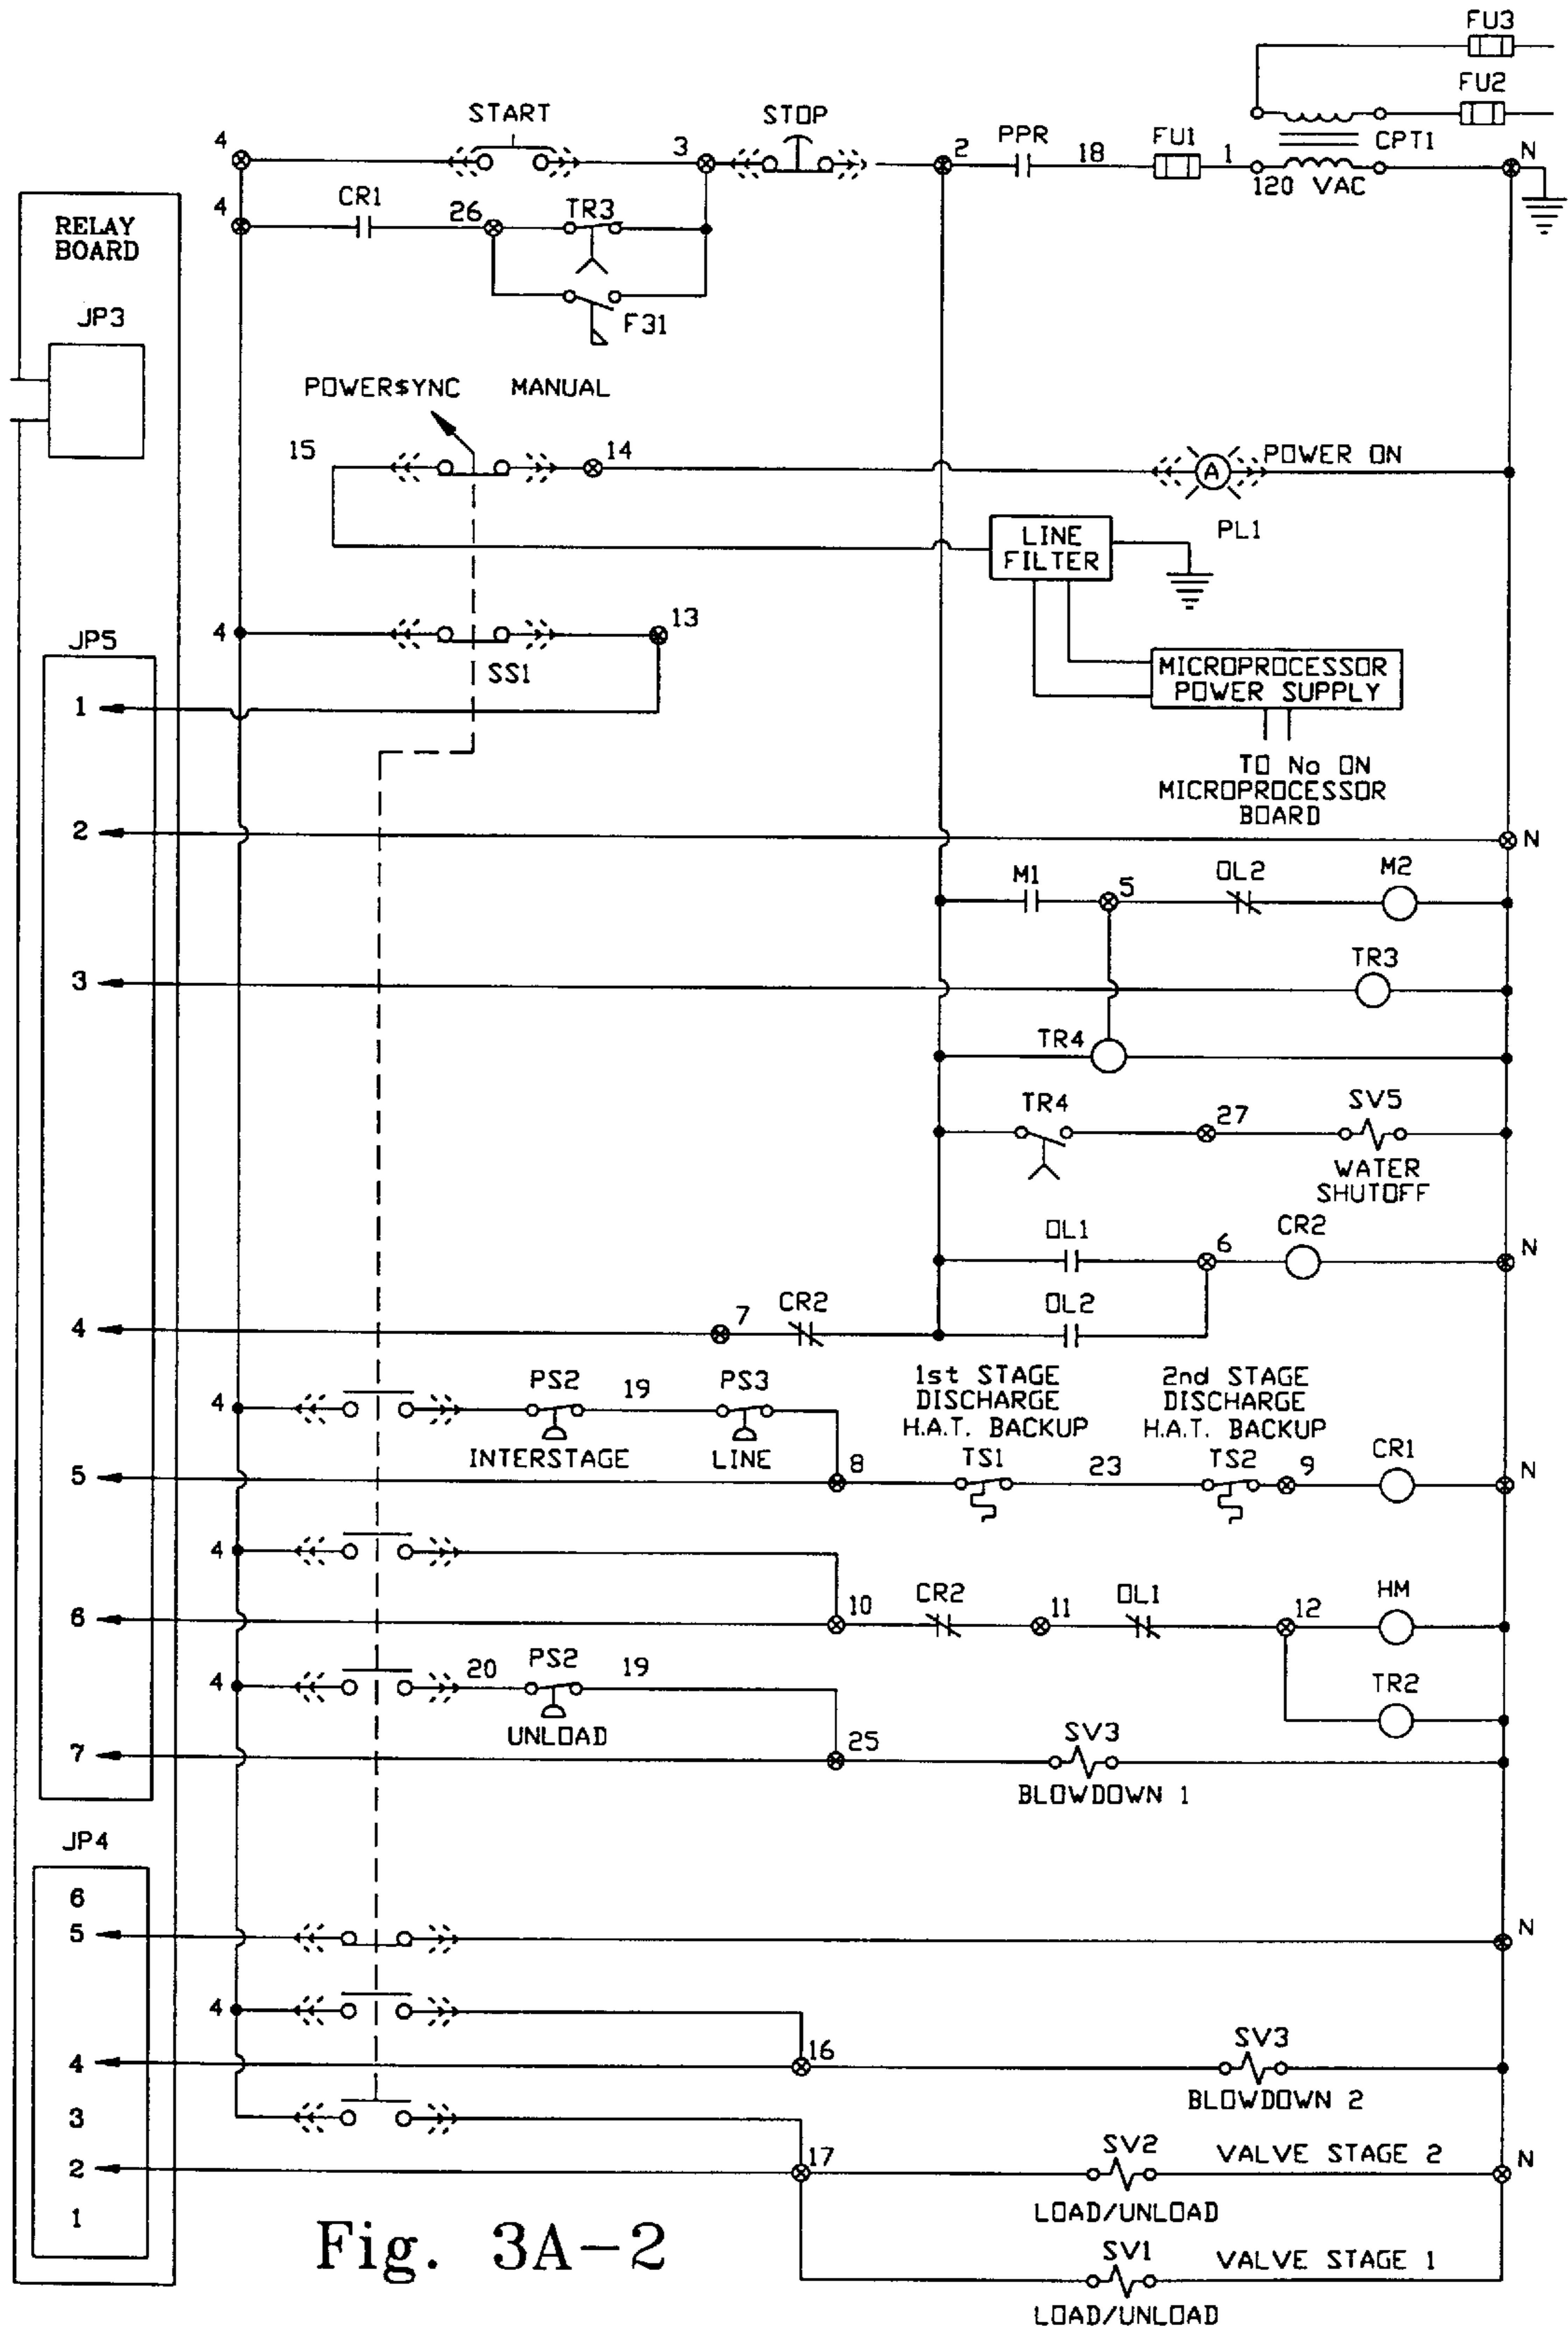 FU3
FU2
START
STOP
4
3
2
PPR
18
FU1
1
CPT1
N
120 VAC
RELAY
BOARD
4
CR1
26
TR3
JP3
F31
POWER$YNC
MANUAL
15
14
A
POWER ON
PL1
LINE
FILTER
4
13
JP5
SS1
MICROPROCESSOR
POWER SUPPLY
1
TO No ON
MICROPROCESSOR
BOARD
2
N
M1
5
OL2
M2
3
TR3
TR4
TR4
27
SV5
WATER
SHUTOFF
OL1
6
CR2
N
4
7
CR2
OL2
4
PS2
19
PS3
1st STAGE
DISCHARGE
H.A.T. BACKUP
2nd STAGE
DISCHARGE
H.A.T. BACKUP
INTERSTAGE
LINE
5
8
TS1
23
TS2
9
CR1
N
4
6
10
CR2
11
OL1
12
HM
4
20
PS2
19
UNLOAD
TR2
7
25
SV3
BLOWDOWN 1
JP4
6
5
N
4
4
16
SV3
BLOWDOWN 2
3
2
17
SV2
VALVE STAGE 2
N
LOAD/UNLOAD
1
SV1
VALVE STAGE 1
LOAD/UNLOAD
Fig. 3A-2